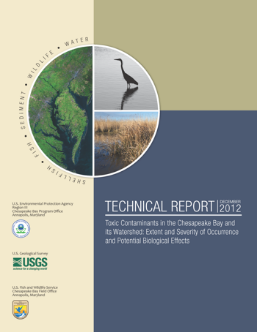 SHELLFISH • FISH • SEDIMENT • WILDLIFE • WATER
U.S. Environmental Protection Agency
Region III
Chesapeake Bay Program Office
Annapolis, Maryland
U.S. Geological Survey
USGS
science for a changing world
U.S. Fish and Wildlife Service
Chesapeake Bay Field Office
Annapolis, Maryland
TECHNICAL REPORT
DECEMBER
2012
Toxic Contaminants in the Chesapeake Bay and
its Watershed: Extent and Severity of Occurrence
and Potential Biological Effects